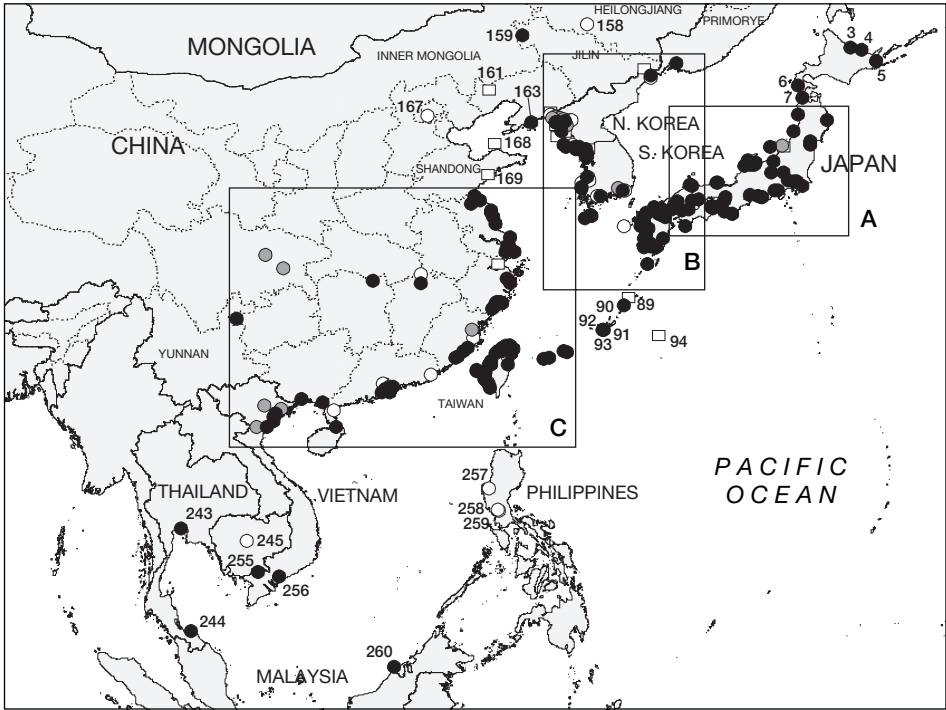 HEILONGJIANG
158
PRIMORYE
159
MONGOLIA
INNER MONGOLIA
JILIN
3
4
5
161
163
6
7
167
N. KOREA
CHINA
168
S. KOREA
JAPAN
SHANDONG
169
A
B
90
89
92
91
93
94
YUNNAN
TAIWAN
C
PACIFIC
OCEAN
257
THAILAND
VIETNAM
PHILIPPINES
243
258
259
245
255
256
244
260
MALAYSIA